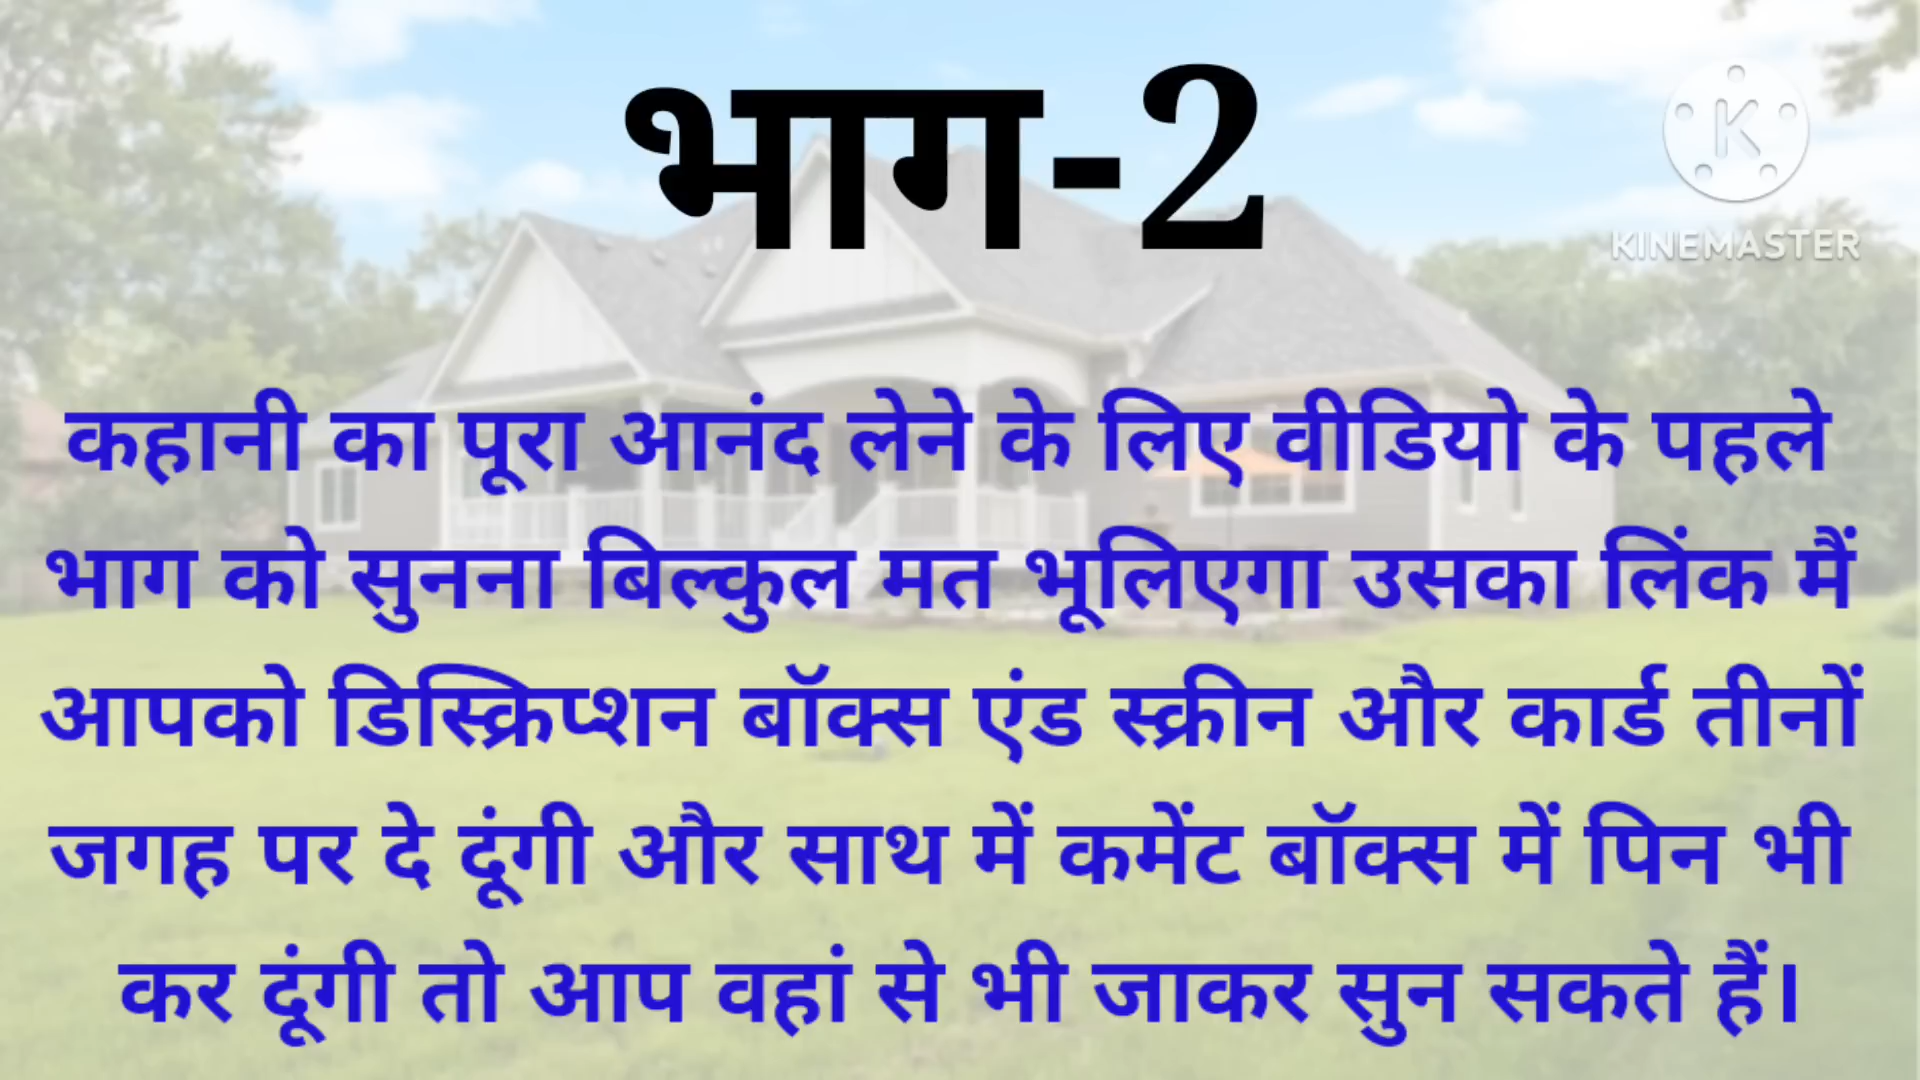 भाग-2
KINEMASTER
कहानी का पूरा आनंद लेने के लिए वीडियो के पहले
भाग को सुनना बिल्कुल मत भूलिएगा उसका लिंक मैं
आपको डिस्क्रिप्शन बॉक्स एंड स्क्रीन और कार्ड तीनों
जगह पर दे दूंगी और साथ में कमेंट बॉक्स में पिन भी
कर दूंगी तो आप वहां से भी जाकर सुन सकते हैं।